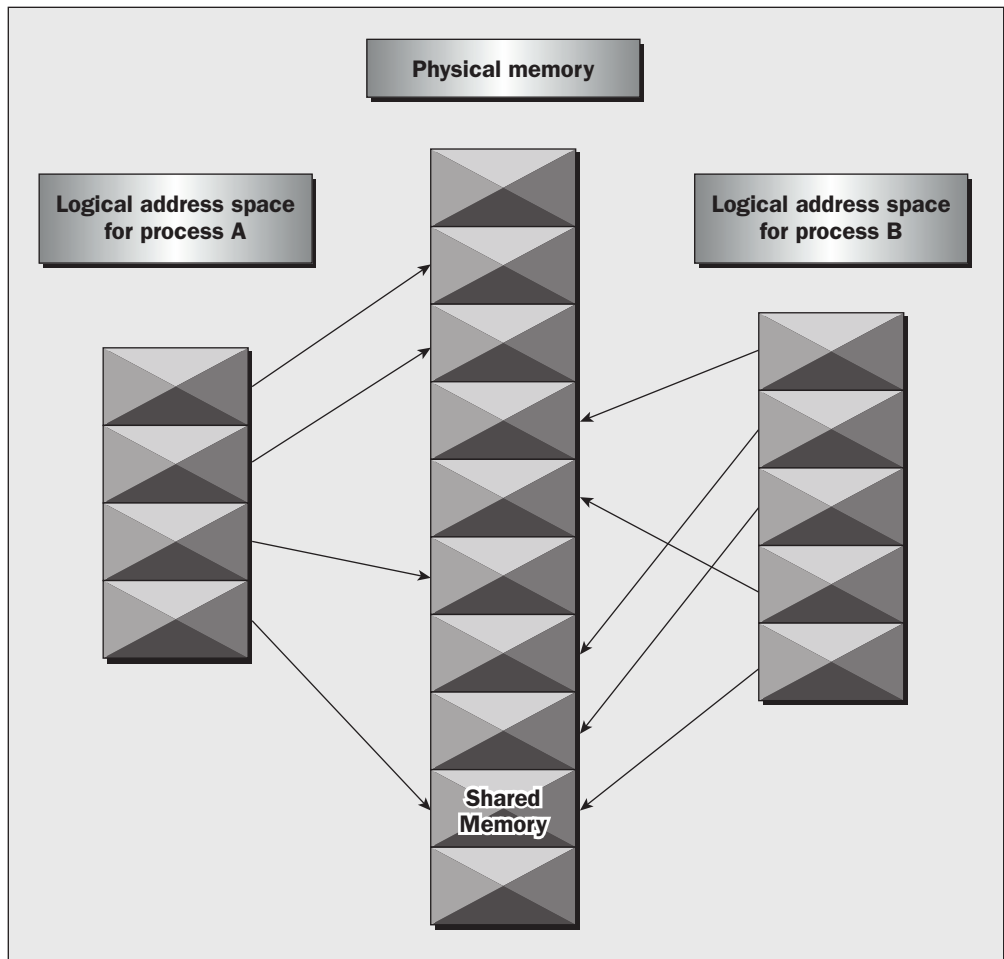 Physical memory
Logical address space
for process A
Logical address space
for process B
Shared
Memory